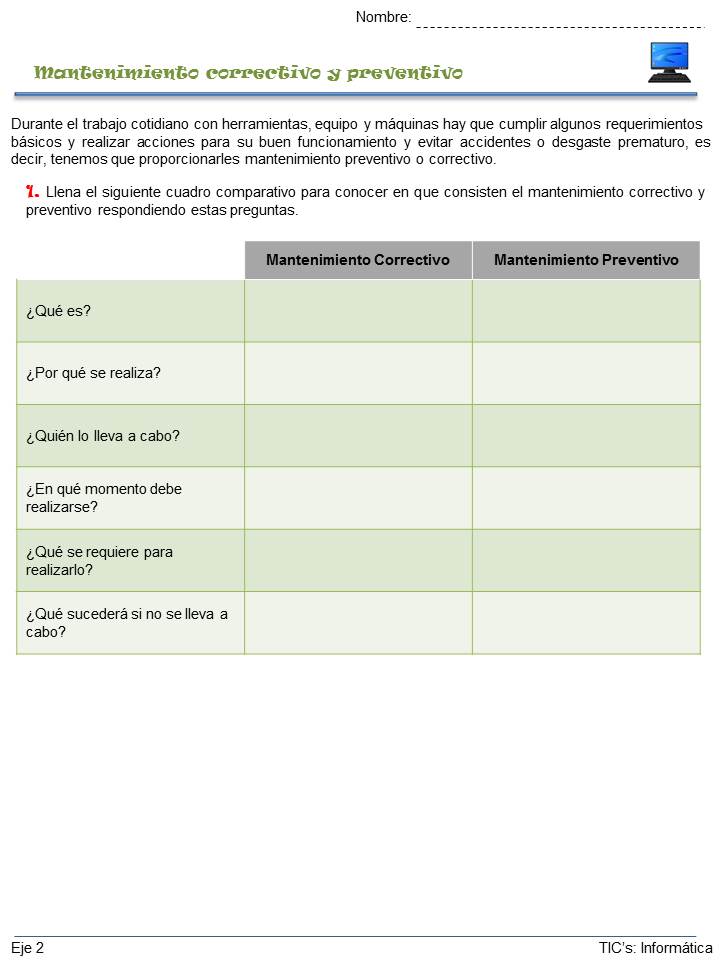 Nombre:
Mantenimiento correctivo y preventivo
Durante el trabajo cotidiano con herramientas, equipo y máquinas hay que cumplir algunos requerimientos
básicos y realizar acciones para su buen funcionamiento y evitar accidentes o desgaste prematuro, es
decir, tenemos que proporcionarles mantenimiento preventivo o correctivo.
1. Llena el siguiente cuadro comparativo para conocer en que consisten el mantenimiento correctivo y
preventivo respondiendo estas preguntas.
Mantenimiento Correctivo Mantenimiento Preventivo
¿Qué es?
¿Por qué se realiza?
¿Quién lo lleva a cabo?
¿En qué momento debe
realizarse?
¿Qué se requiere para
realizarlo?
¿Qué sucederá si no se lleva a
cabo?
Eje 2 TIC's: Informática